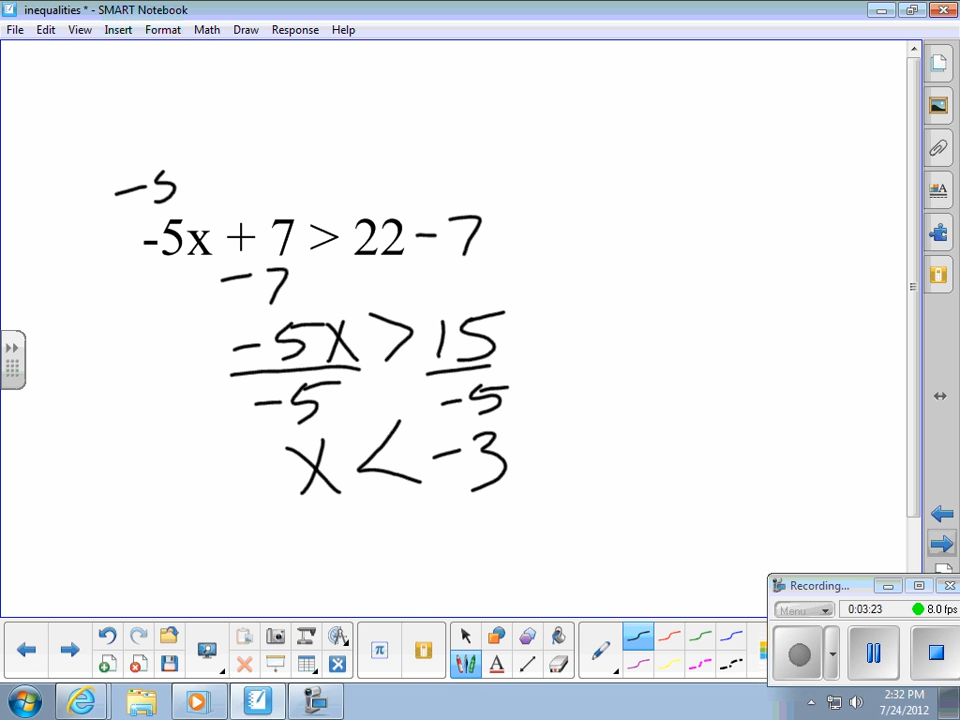 inequalities * - SMART Notebook
File Edit View Insert Format Math Draw Response Help
-5
-5x + 7 > 22 - 7
- 7
-5x > 15
-5 -5
x < -3
Recording...
Menu 0:03:23 8.0 fps
π
A
2:32 PM
7/24/2012